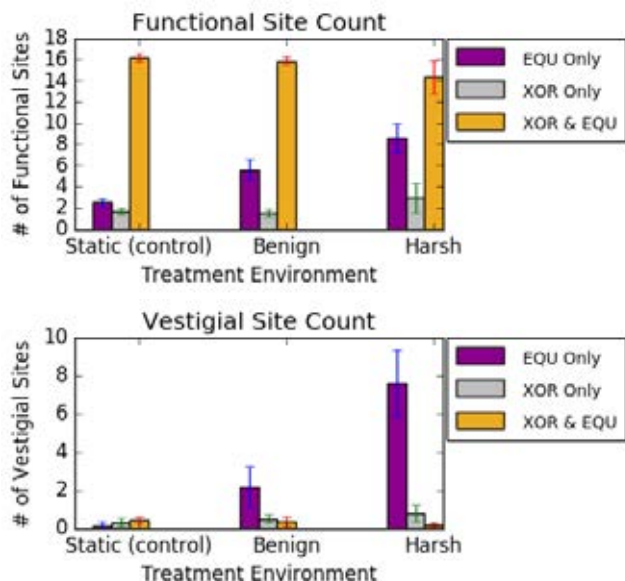 Functional Site Count
# of Functional Sites
18
16
14
12
10
8
6
4
2
0
Static (control) Benign Harsh
Treatment Environment
EQU Only
XOR Only
XOR & EQU
Vestigial Site Count
# of Vestigial Sites
10
8
6
4
2
0
Static (control) Benign Harsh
Treatment Environment
EQU Only
XOR Only
XOR & EQU